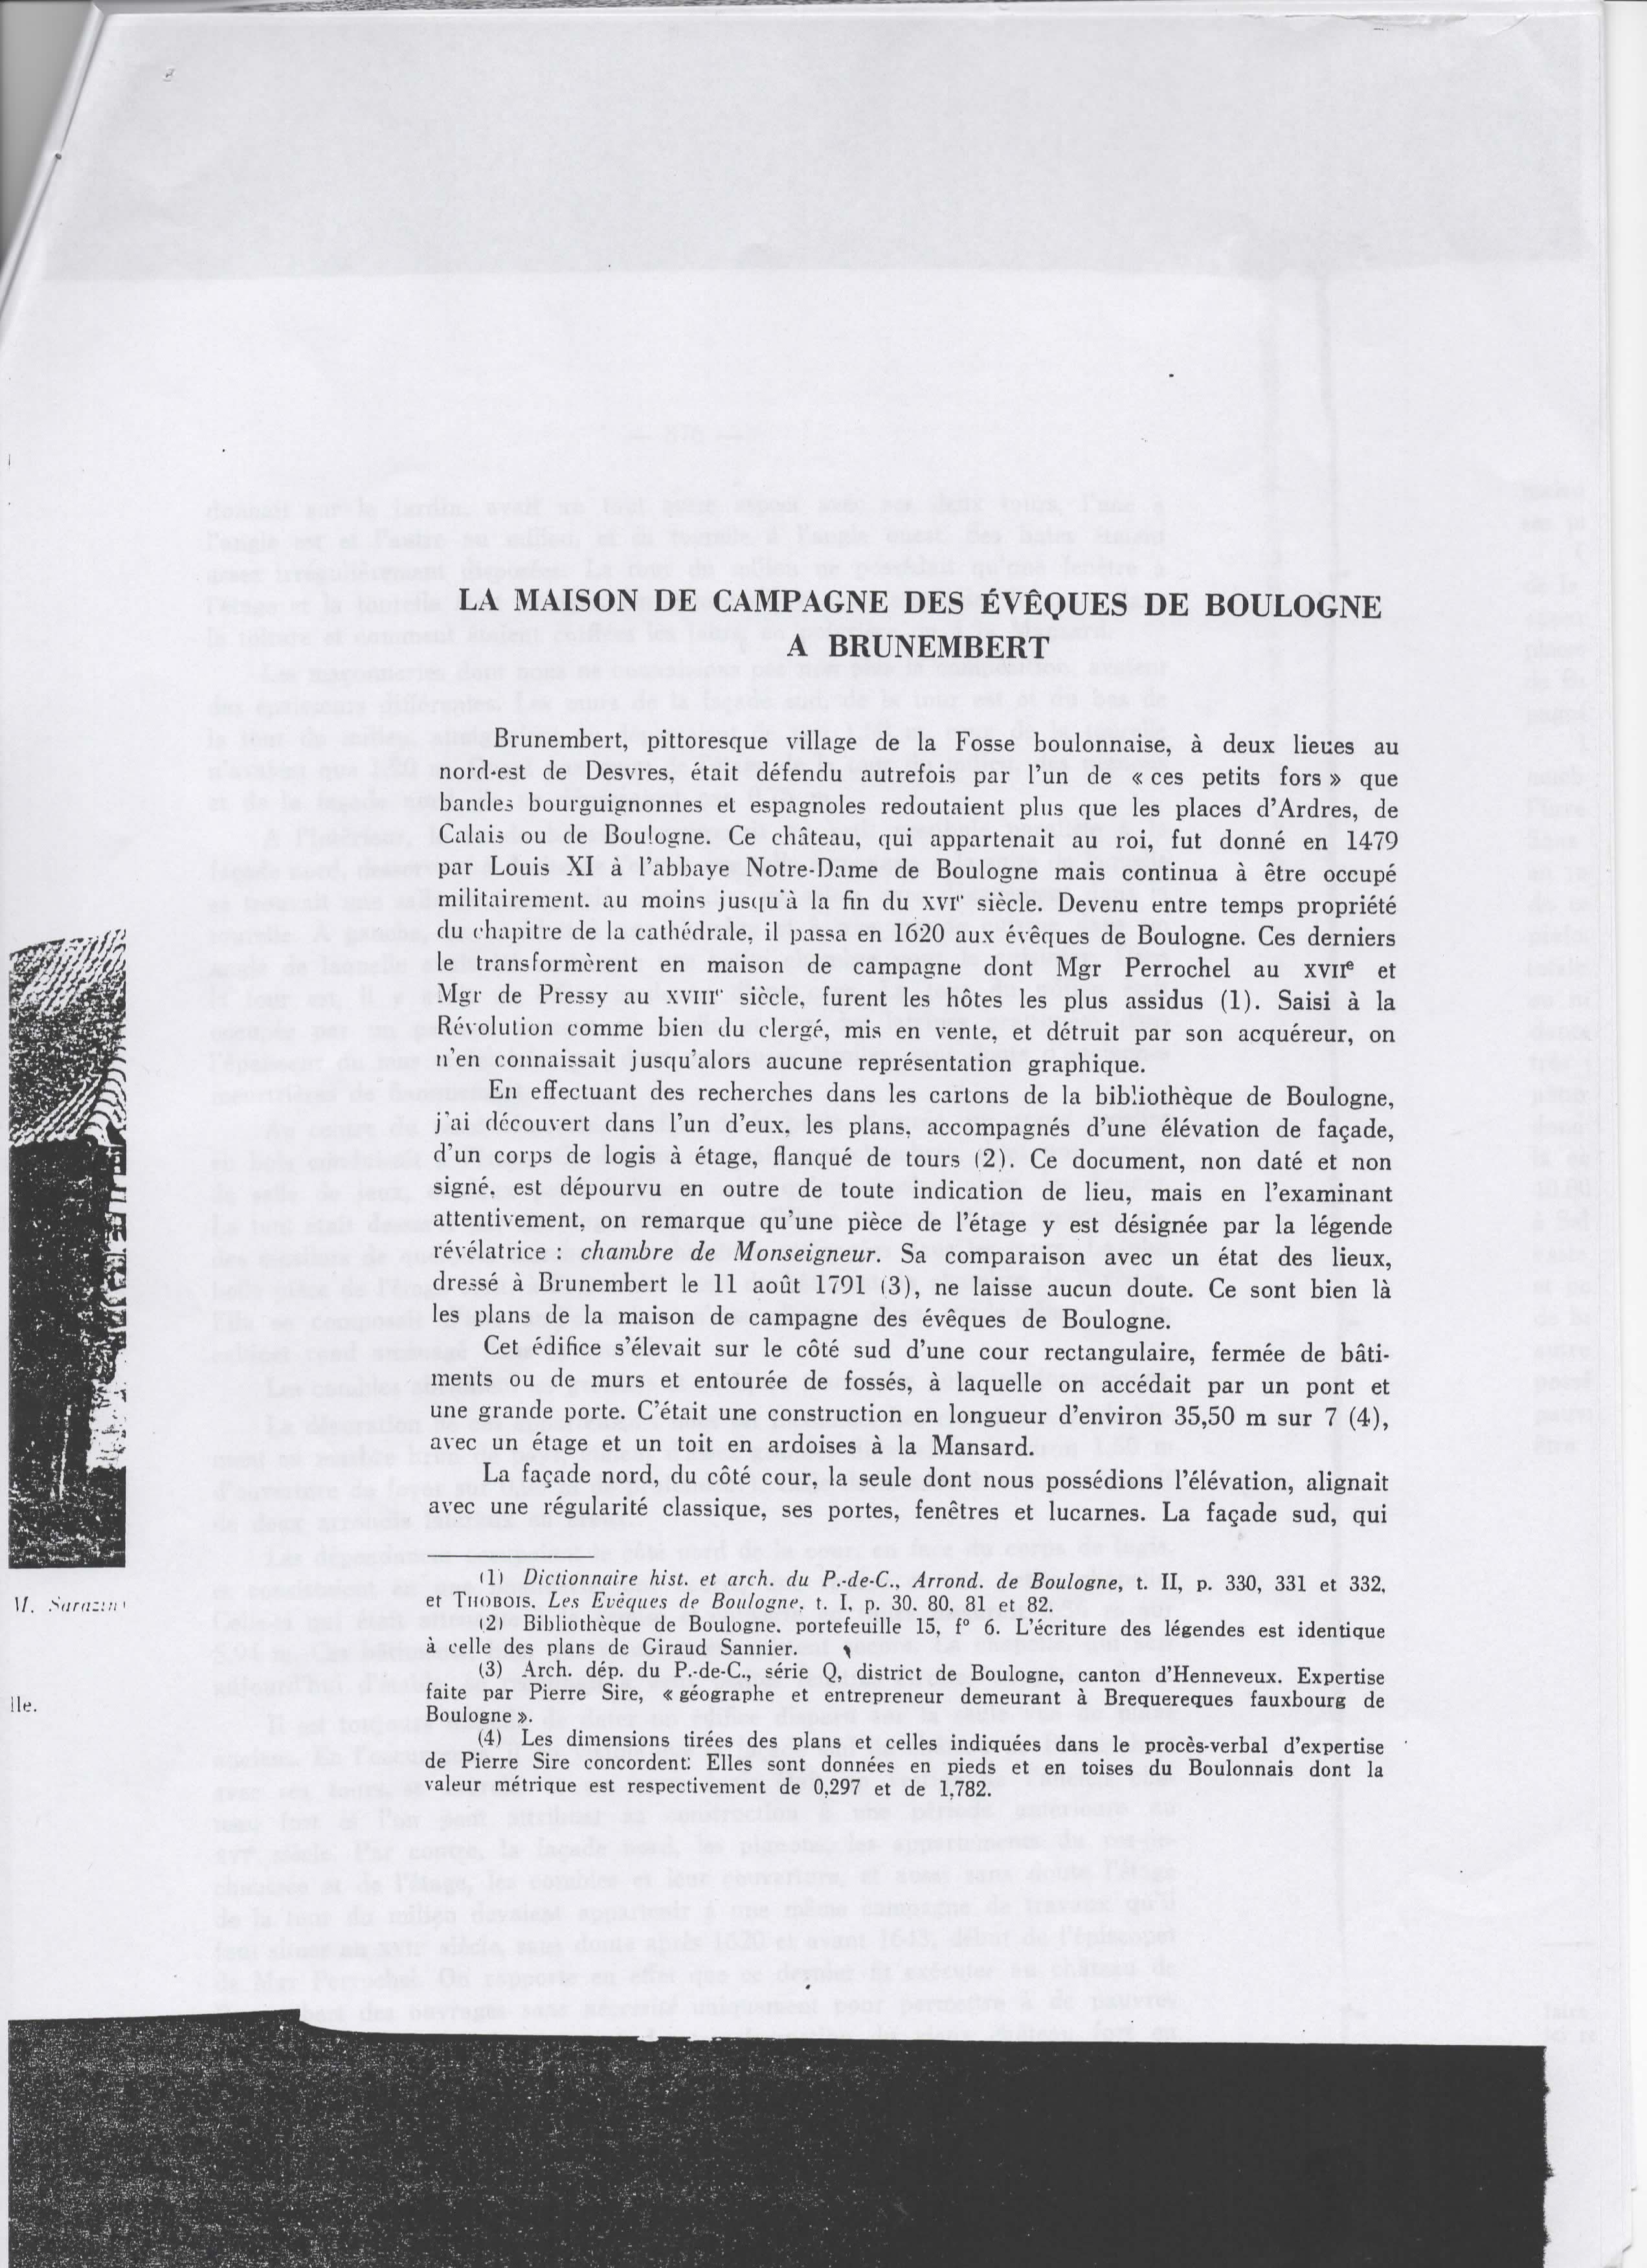 LA MAISON DE CAMPAGNE DES ÉVÊQUES DE BOULOGNE
A BRUNEMBERT
Brunembert, pittoresque village de la Fosse boulonnaise, à deux lieues au
nord-est de Desvres, était défendu autrefois par l'un de « ces petits fors » que
bandes bourguignonnes et espagnoles redoutaient plus que les places d'Ardres, de
Calais ou de Boulogne. Ce château, qui appartenait au roi, fut donné en 1479
par Louis XI à l'abbaye Notre-Dame de Boulogne mais continua à être occupé
militairement. au moins jusqu'à la fin du XVIe siècle. Devenu entre temps propriété
du chapitre de la cathédrale, il passa en 1620 aux évêques de Boulogne. Ces derniers
le transformèrent en maison de campagne dont Mgr Perrochel au XVIIe et
Mgr de Pressy au XVIIIe siècle, furent les hôtes les plus assidus (1). Saisi à la
Révolution comme bien du clergé, mis en vente, et détruit par son acquéreur, on
n'en connaissait jusqu'alors aucune représentation graphique.
En effectuant des recherches dans les cartons de la bibliothèque de Boulogne,
j'ai découvert dans l'un d'eux, les plans, accompagnés d'une élévation de façade,
d'un corps de logis à étage, flanqué de tours (2). Ce document, non daté et non
signé, est dépourvu en outre de toute indication de lieu, mais en l'examinant
attentivement, on remarque qu'une pièce de l'étage y est désignée par la légende
révélatrice : chambre de Monseigneur. Sa comparaison avec un état des lieux,
dressé à Brunembert le 11 août 1791 (3), ne laisse aucun doute. Ce sont bien là
les plans de la maison de campagne des évêques de Boulogne.
Cet édifice s'élevait sur le côté sud d'une cour rectangulaire, fermée de bâti-
ments ou de murs et entourée de fossés, à laquelle on accédait par un pont et
une grande porte. C'était une construction en longueur d'environ 35,50 m sur 7 (4),
avec un étage et un toit en ardoises à la Mansard.
La façade nord, du côté cour, la seule dont nous possédions l'élévation, alignait
avec une régularité classique, ses portes, fenêtres et lucarnes. La façade sud, qui
(1) Dictionnaire hist. et arch. du P.-de-C., Arrond. de Boulogne, t. II, p. 330, 331 et 332,
et THOBOIS. Les Evêques de Boulogne. t. I, p. 30. 80, 81 et 82.
(2) Bibliothèque de Boulogne. portefeuille 15, f° 6. L'écriture des légendes est identique
à celle des plans de Giraud Sannier.
(3) Arch. dép. du P.-de-C., série Q, district de Boulogne, canton d'Henneveux. Expertise
faite par Pierre Sire, « géographe et entrepreneur demeurant à Brequereques fauxbourg de
Boulogne ».
(4) Les dimensions tirées des plans et celles indiquées dans le procès-verbal d'expertise
de Pierre Sire concordent. Elles sont données en pieds et en toises du Boulonnais dont la
valeur métrique est respectivement de 0,297 et de 1,782.
M. Sarazin
lle.